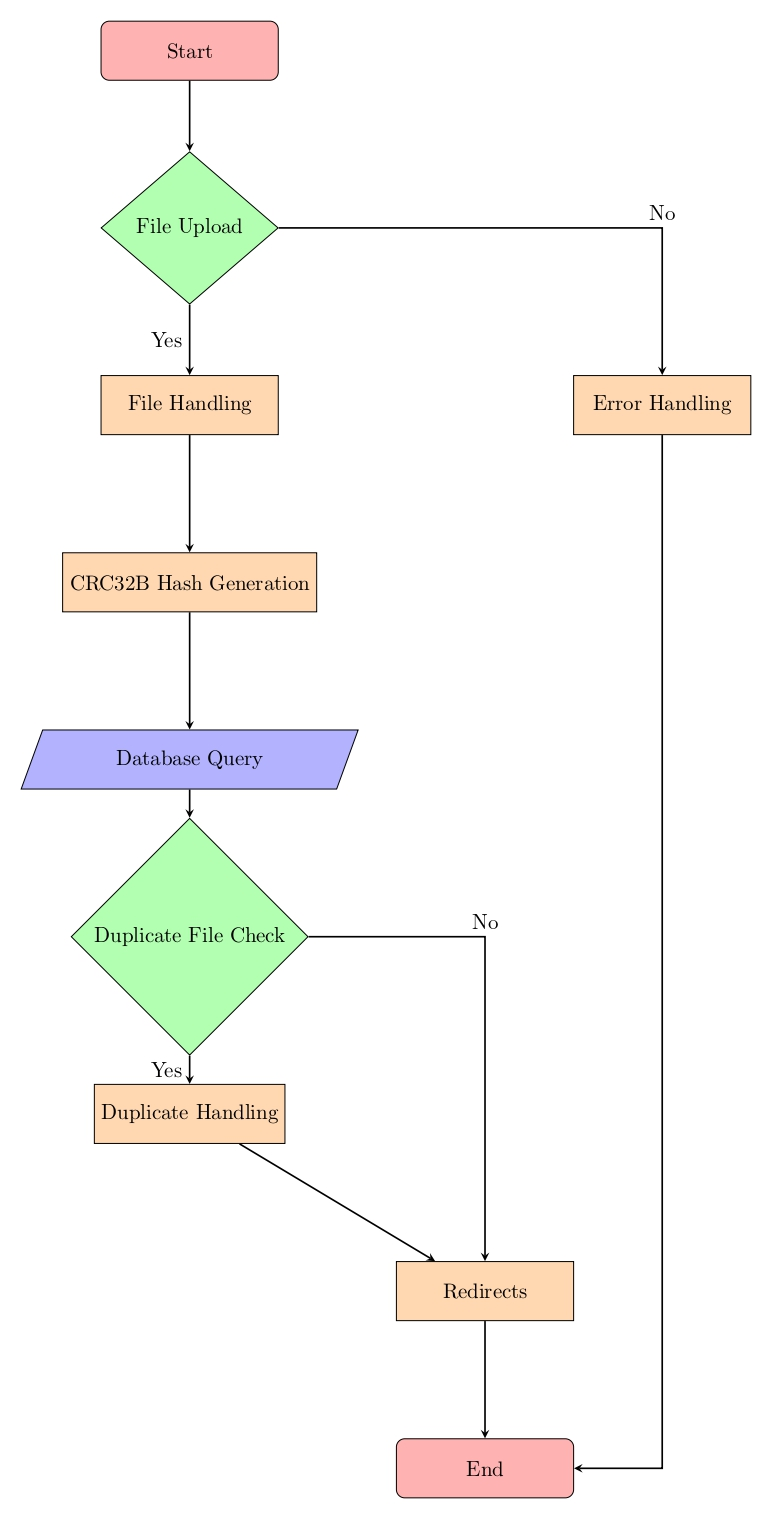 Start
File Upload
No
Yes
File Handling
Error Handling
CRC32B Hash Generation
Database Query
Duplicate File Check
No
Yes
Duplicate Handling
Redirects
End